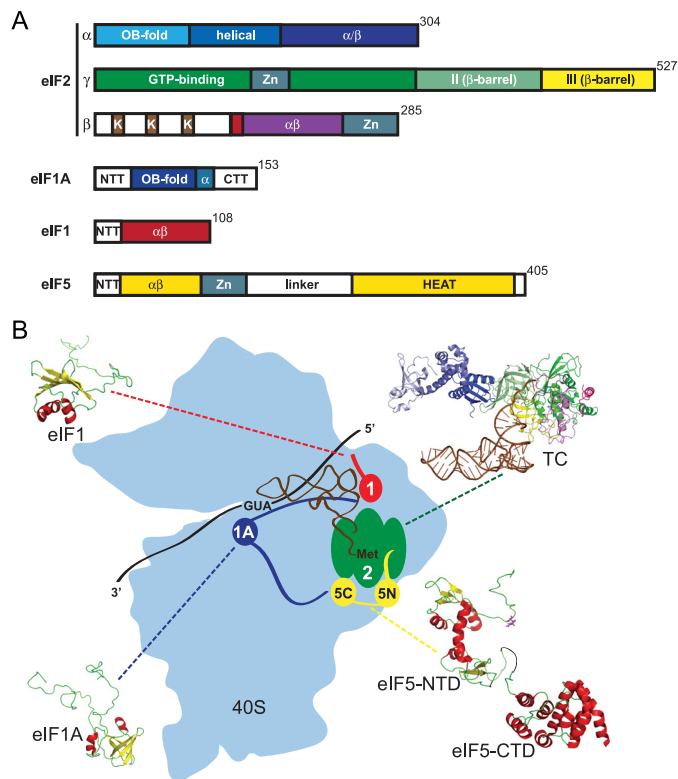 A
α OB-fold helical α/β 304
eIF2 γ GTP-binding Zn II (β-barrel) III (β-barrel) 527
β K K K αβ Zn 285
eIF1A NTT OB-fold α CTT 153
eIF1 NTT αβ 108
eIF5 NTT αβ Zn linker HEAT 405
B
eIF1
TC
5’
1
GUA
1A
Met
2
3’
5C 5N
eIF5-NTD
eIF1A
40S
eIF5-CTD